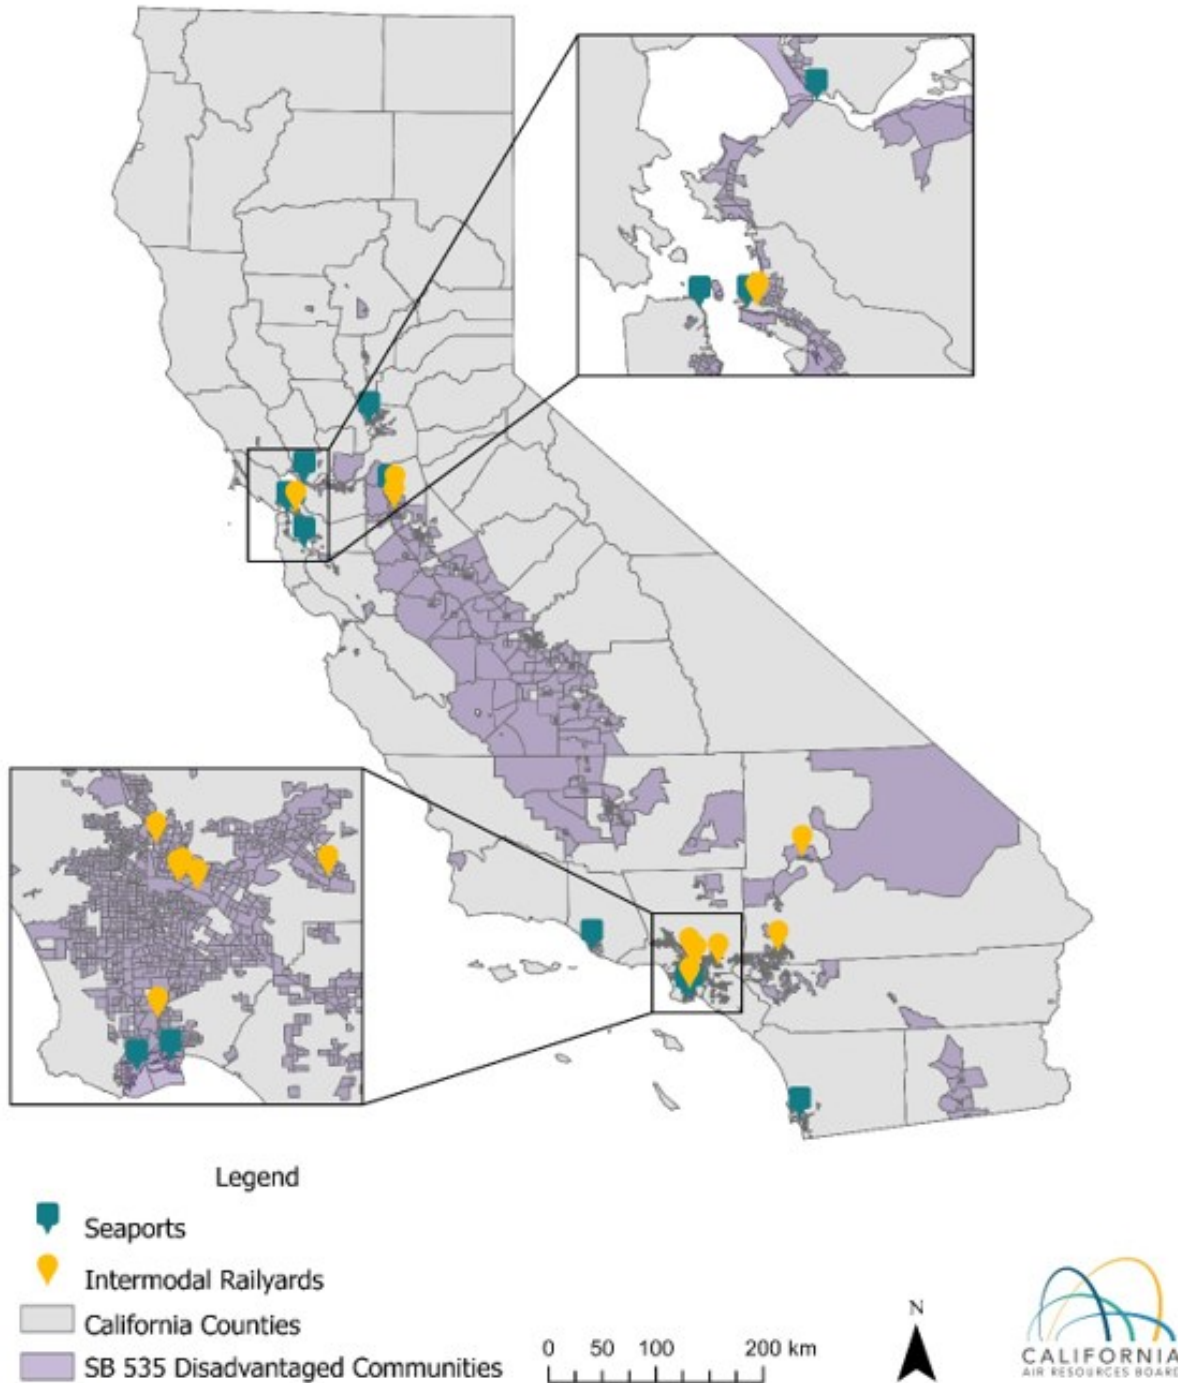 Legend
Seaports
Intermodal Railyards
California Counties
SB 535 Disadvantaged Communities
0 50 100 200 km
N
CALIFORNIA
AIR RESOURCES BOARD